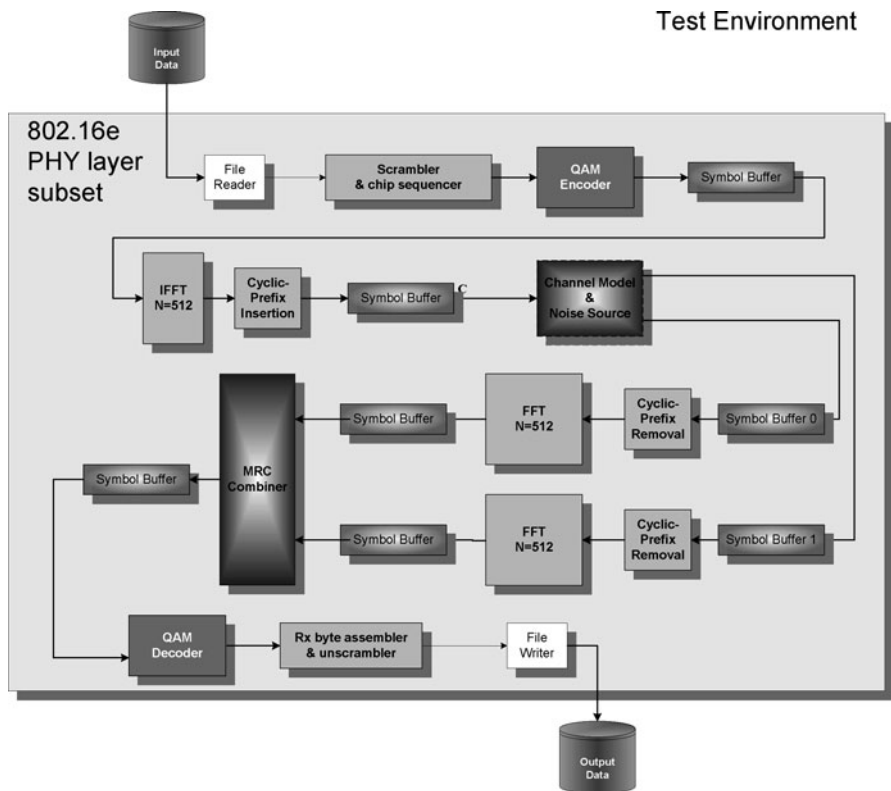 Test Environment
Input
Data
802.16e
PHY layer
subset
File
Reader
Scrambler
& chip sequencer
QAM
Encoder
Symbol Buffer
IFFT
N=512
Cyclic-
Prefix
Insertion
Symbol Buffer
C
Channel Model
&
Noise Source
MRC
Combiner
Symbol Buffer
FFT
N=512
Cyclic-
Prefix
Removal
Symbol Buffer 0
Symbol Buffer
Symbol Buffer
FFT
N=512
Cyclic-
Prefix
Removal
Symbol Buffer 1
QAM
Decoder
Rx byte assembler
& unscrambler
File
Writer
Output
Data